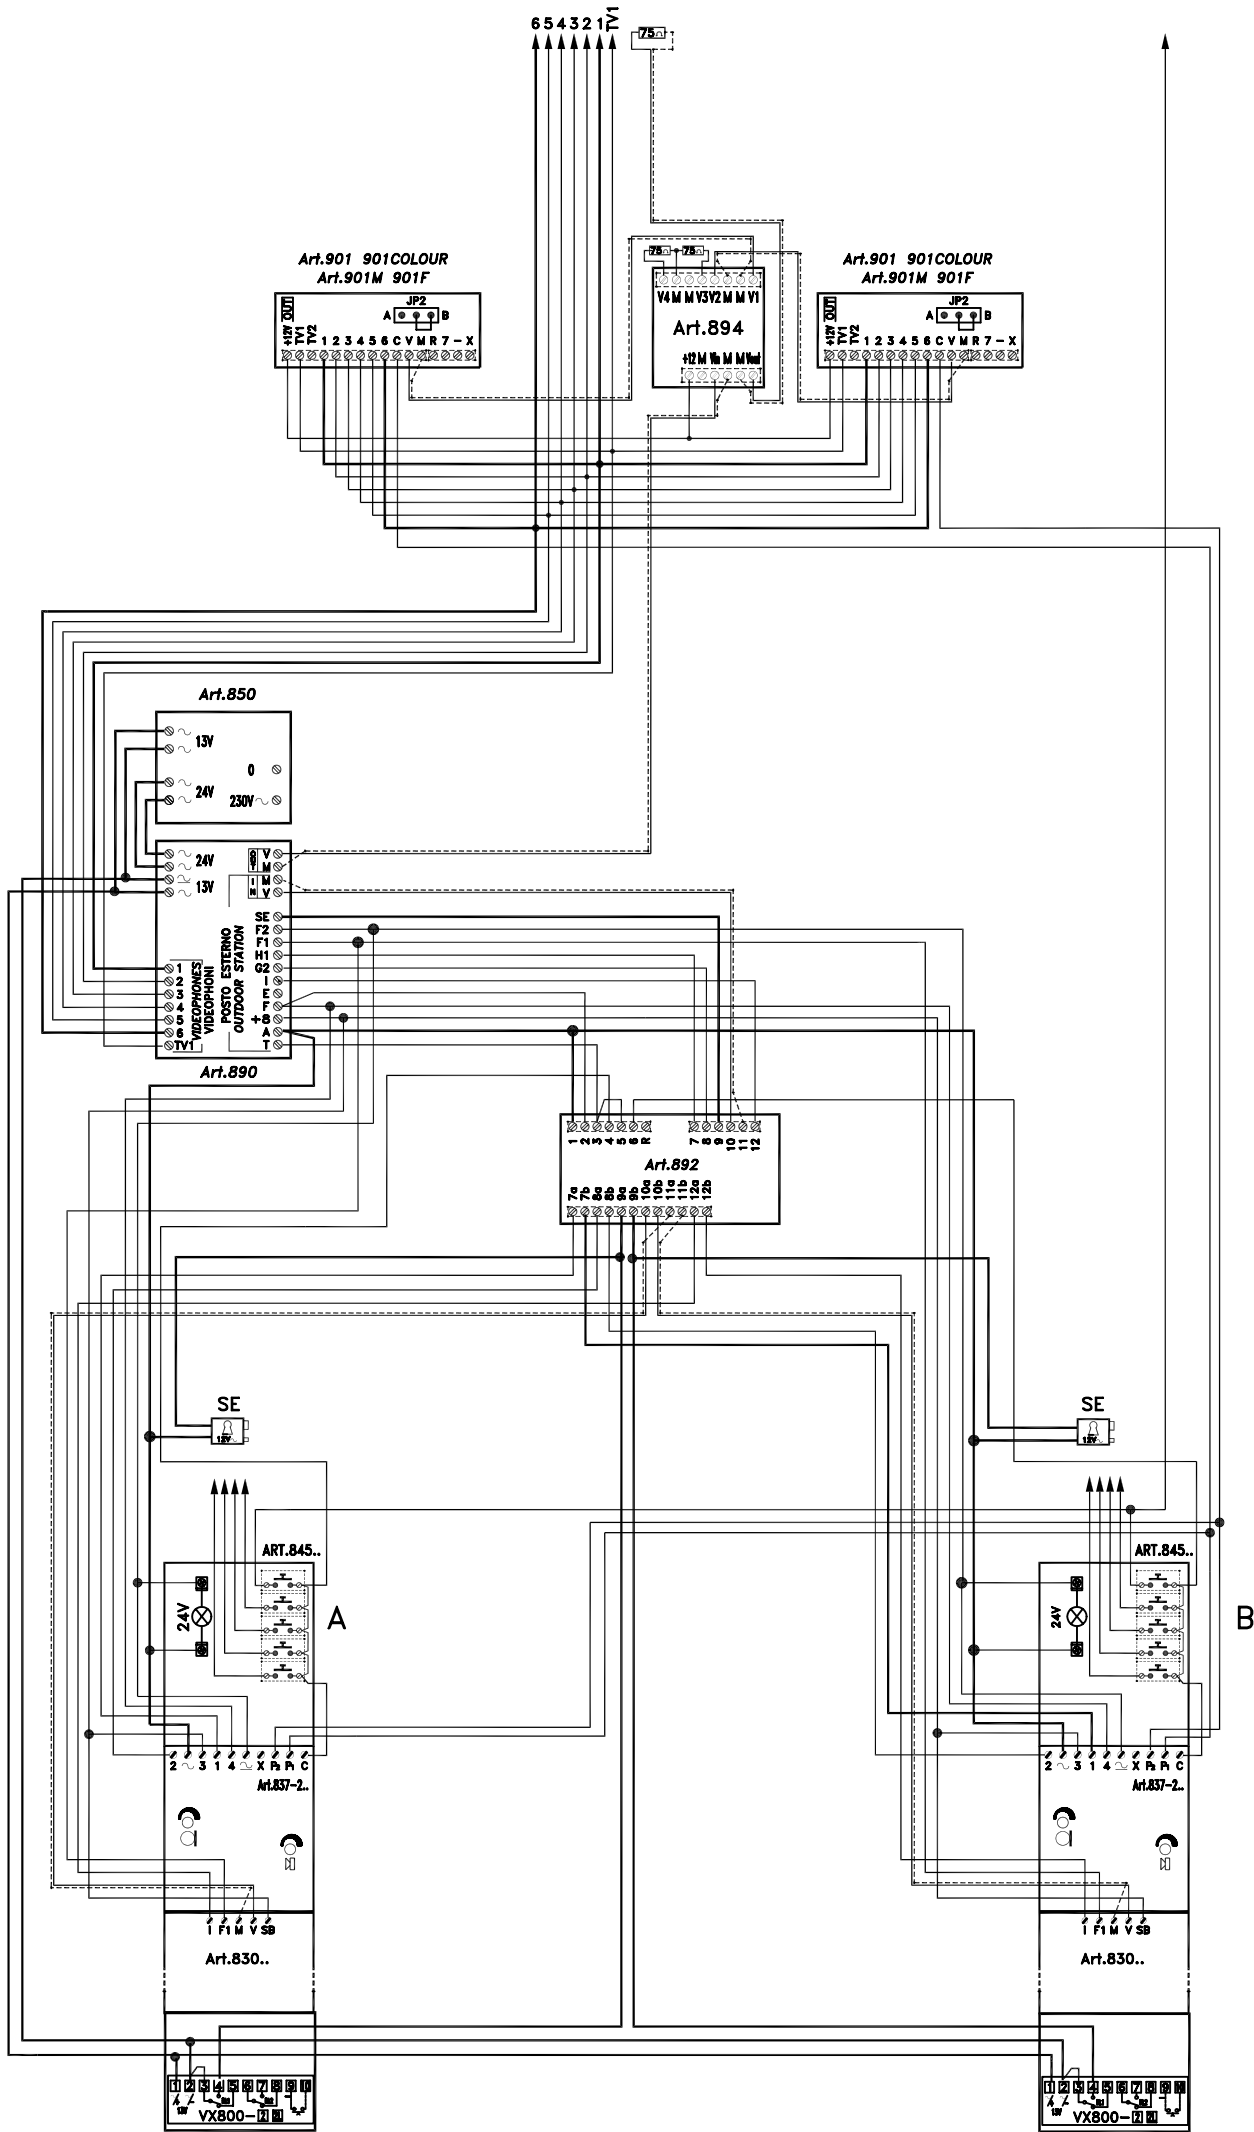 6 5 4 3 2 1 TV1
75Ω
Art.901 901COLOUR
Art.901M 901F
JP2
A B
OUT
+12V TV1 TV2 1 2 3 4 5 6 C V M R 7 - X
75Ω 75Ω
V4 M M V3 V2 M M V1
Art.894
+12 M Vin M M Vout
Art.901 901COLOUR
Art.901M 901F
JP2
A B
OUT
+12V TV1 TV2 1 2 3 4 5 6 C V M R 7 - X
Art.850
13V
0
24V
230V
24V
13V
OUT V
M
IN M
V
SE
F2
F1
H1
G2
I
E
F
+8
A
T
POSTO ESTERNO
OUTDOOR STATION
1
2
3
4
5
6
TV1
VIDEOPHONES
VIDEOPHONI
Art.890
1 2 3 4 5 6 R 7 8 9 10 11 12
Art.892
7a 7b 8a 8b 9a 9b 10a 10b 11a 11b 12a 12b
SE
12V
SE
12V
ART.845..
24V
A
2 3 1 4 X P2 P1 C
Art.837-2..
I F1 M V SB
Art.830..
1 2 3 4 5 6 7 8 9 10
13V
VX800-2 2L
ART.845..
24V
B
2 3 1 4 X P2 P1 C
Art.837-2..
I F1 M V SB
Art.830..
1 2 3 4 5 6 7 8 9 10
13V
VX800-2 2L